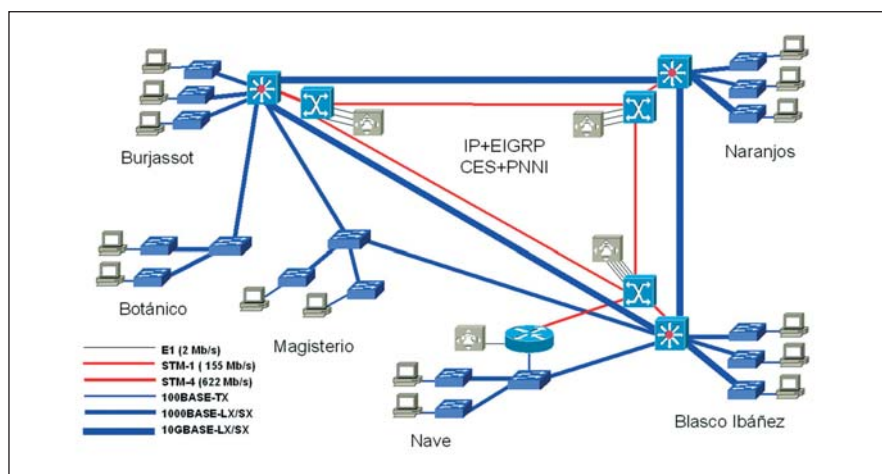 IP+EIGRP
CES+PNNI
Burjassot
Naranjos
Botánico
Magisterio
Nave
Blasco Ibáñez
E1 (2 Mb/s)
STM-1 ( 155 Mb/s)
STM-4 (622 Mb/s)
100BASE-TX
1000BASE-LX/SX
10GBASE-LX/SX